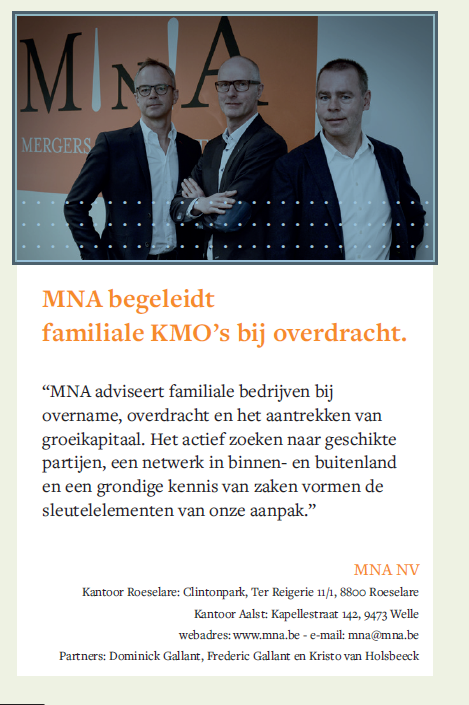 M!N!A
MERGERS
MNA begeleidt
familiale KMO’s bij overdracht.
“MNA adviseert familiale bedrijven bij
overname, overdracht en het aantrekken van
groeikapitaal. Het actief zoeken naar geschikte
partijen, een netwerk in binnen- en buitenland
en een grondige kennis van zaken vormen de
sleutelelementen van onze aanpak.”
MNA NV
Kantoor Roeselare: Clintonpark, Ter Reigerie 11/1, 8800 Roeselare
Kantoor Aalst: Kapellestraat 142, 9473 Welle
webadres: www.mna.be - e-mail: mna@mna.be
Partners: Dominick Gallant, Frederic Gallant en Kristo van Holsbeeck